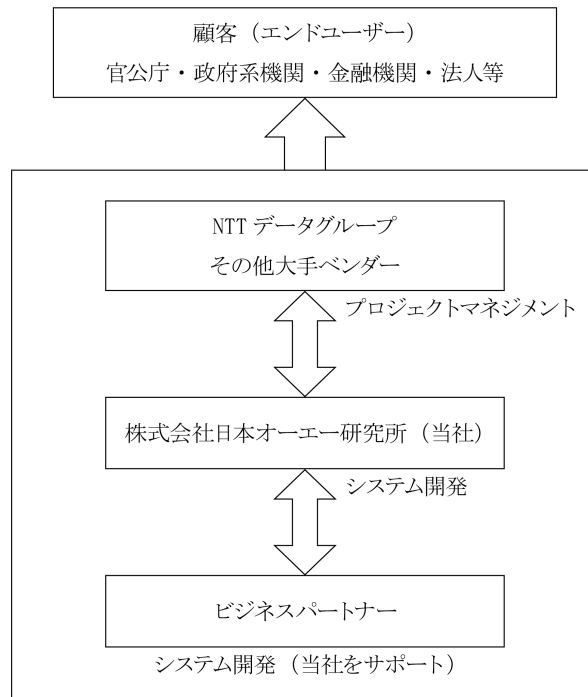 顧客（エンドユーザー）
官公庁・政府系機関・金融機関・法人等
NTT データグループ
その他大手ベンダー
プロジェクトマネジメント
株式会社日本オーエー研究所（当社）
システム開発
ビジネスパートナー
システム開発（当社をサポート）